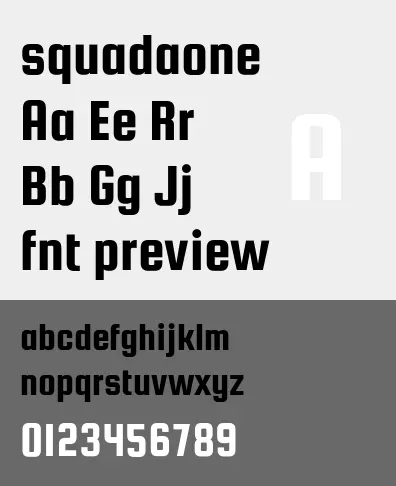 squadaone
Aa Ee Rr
A
Bb Gg Jj
fnt preview
abcdefghijklm
nopqrstuvwxyz
0123456789